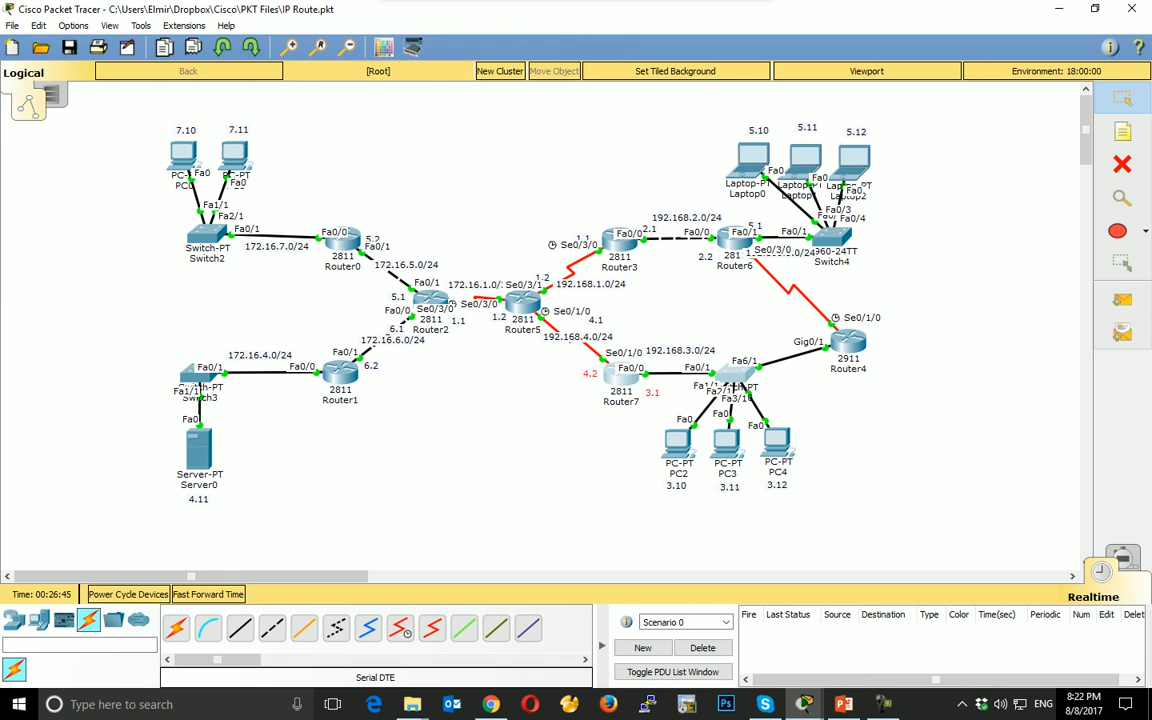 Cisco Packet Tracer - C:\Users\Elmir\Dropbox\Cisco\PKT Files\IP Route.pkt
File Edit Options View Tools Extensions Help
Logical
Back
[Root]
New Cluster
Move Object
Set Tiled Background
Viewport
Environment: 18:00:00
7.10
7.11
Fa0
PC0
PC-PT
Fa0
Fa1/1
Fa2/1
Fa0/1
Switch-PT
Switch2
172.16.7.0/24
Fa0/0
2811
Router0
5.2
Fa0/1
172.16.5.0/24
Fa0/1
5.1
Fa0/0
Se0/3/0
2811
Router2
6.1
1.1
172.16.6.0/24
172.16.4.0/24
Fa0/1
Fa0/0
Fa0/1
6.2
2811
Router1
Switch3
Fa0
Server-PT
Server0
4.11
172.16.1.0/
Se0/3/0
Se0/3/1
1.2
1.2
2811
Router5
Se0/1/0
4.1
192.168.1.0/24
Se0/3/0
1.1
Fa0/0
2.1
2811
Router3
192.168.2.0/24
Fa0/0
2.2
Fa0/1
5.1
Router6
Se0/3/0
Fa0/1
960-24TT
Switch4
5.10
5.11
5.12
Laptop-PT
Laptop0
Fa0
Fa0
Fa0
Fa0/3
Fa0/4
Se0/1/0
2911
Router4
Gig0/1
192.168.4.0/24
Se0/1/0
192.168.3.0/24
4.2
Fa0/0
2811
Router7
3.1
Fa0/1
Fa6/1
Fa0
Fa0
Fa0
PC-PT
PC2
3.10
PC-PT
PC3
3.11
PC-PT
PC4
3.12
Time: 00:26:45
Power Cycle Devices
Fast Forward Time
Realtime
Serial DTE
Scenario 0
New
Delete
Toggle PDU List Window
Fire Last Status Source Destination Type Color Time(sec) Periodic Num Edit Delet
Type here to search
ENG
8:22 PM
8/8/2017